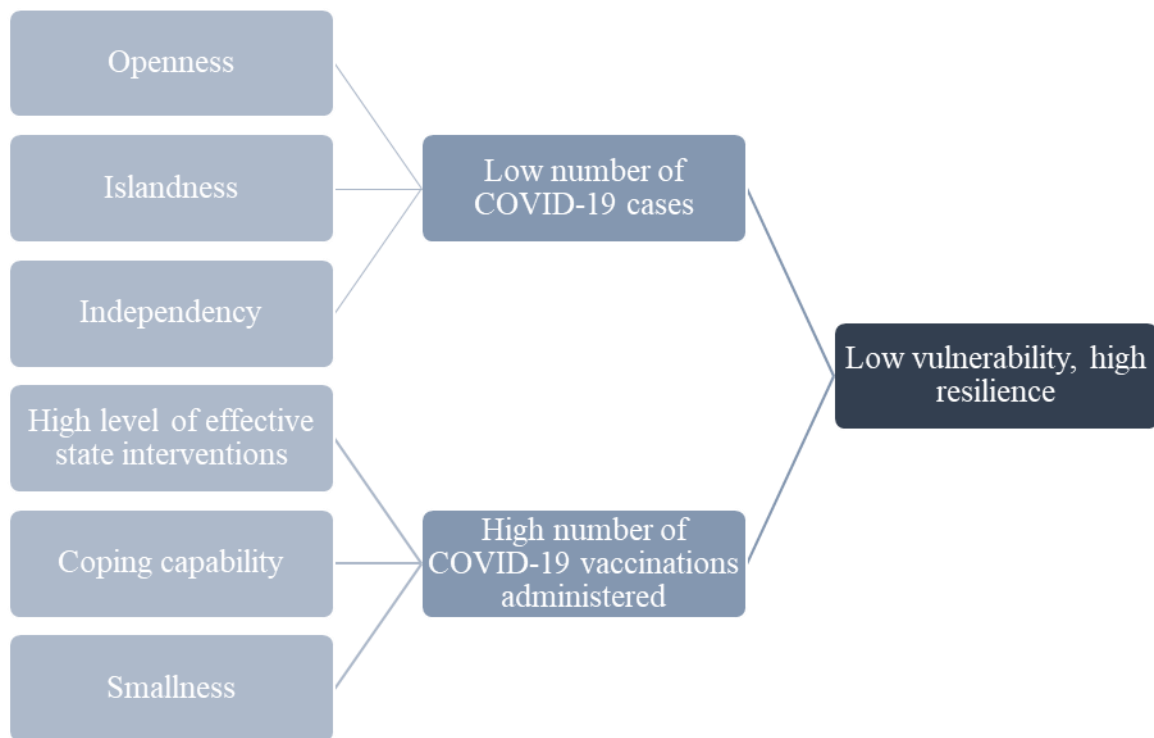 Openness
Islandness
Independency
High level of effective
state interventions
Coping capability
Smallness
Low number of
COVID-19 cases
High number of
COVID-19 vaccinations
administered
Low vulnerability, high
resilience